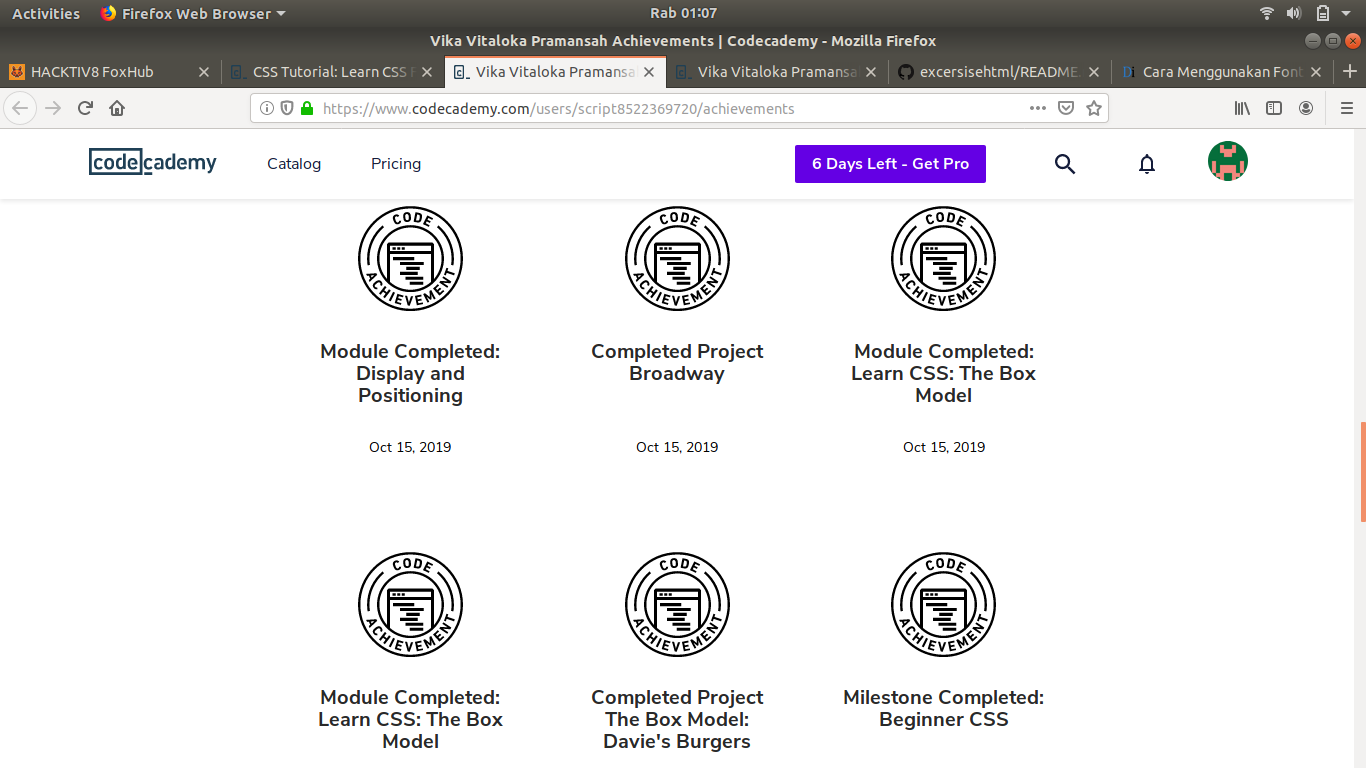 Activities Firefox Web Browser Rab 01:07
Vika Vitaloka Pramansah Achievements | Codecademy - Mozilla Firefox
HACKTIV8 FoxHub CSS Tutorial: Learn CSS Vika Vitaloka Pramansa Vika Vitaloka Pramansa excersisehtml/README. Cara Menggunakan Font
https://www.codecademy.com/users/script8522369720/achievements
codecademy Catalog Pricing 6 Days Left - Get Pro
CODE ACHIEVEMENT CODE ACHIEVEMENT CODE ACHIEVEMENT
Module Completed:
Display and
Positioning
Oct 15, 2019
Completed Project
Broadway
Oct 15, 2019
Module Completed:
Learn CSS: The Box
Model
Oct 15, 2019
CODE ACHIEVEMENT CODE ACHIEVEMENT CODE ACHIEVEMENT
Module Completed:
Learn CSS: The Box
Model
Completed Project
The Box Model:
Davie's Burgers
Milestone Completed:
Beginner CSS